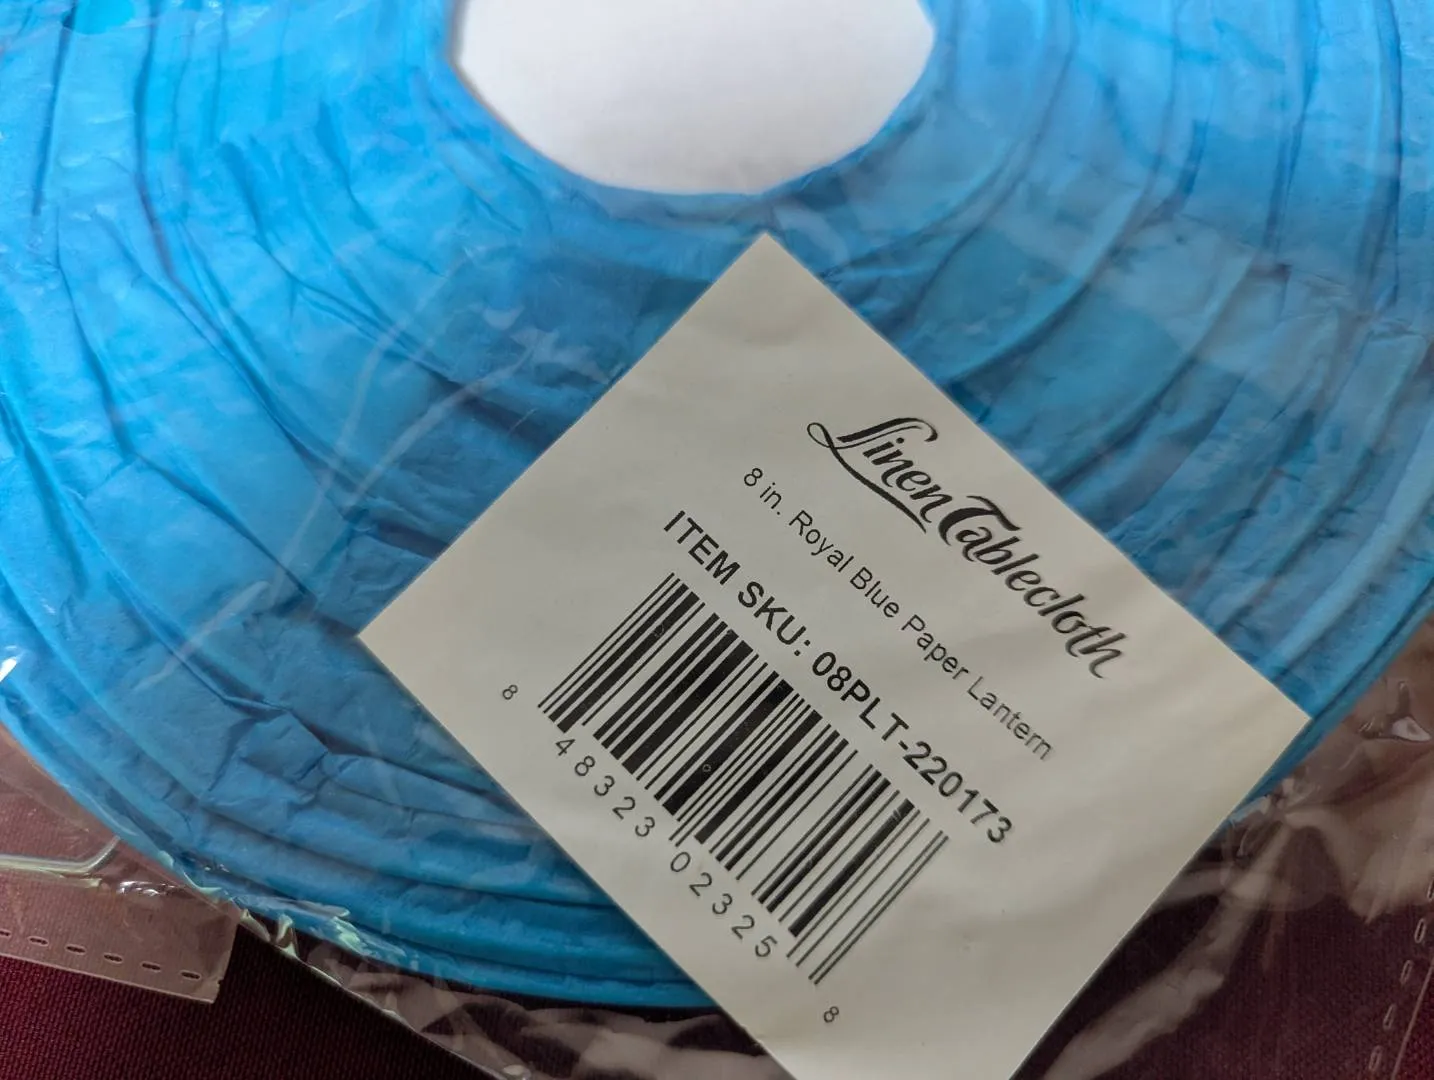 Linen Tablecloth
8 in. Royal Blue Paper Lantern
ITEM SKU: 08PLT-220173
8 48323 02325 8